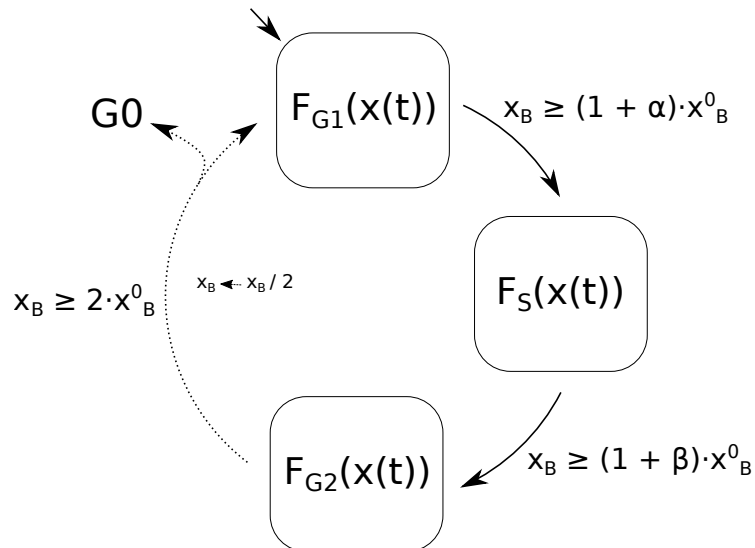 F_G1(x(t))
G0
x_B ≥ (1 + α)·x^0_B
x_B ≥ 2·x^0_B
x_B ← x_B / 2
F_S(x(t))
F_G2(x(t))
x_B ≥ (1 + β)·x^0_B